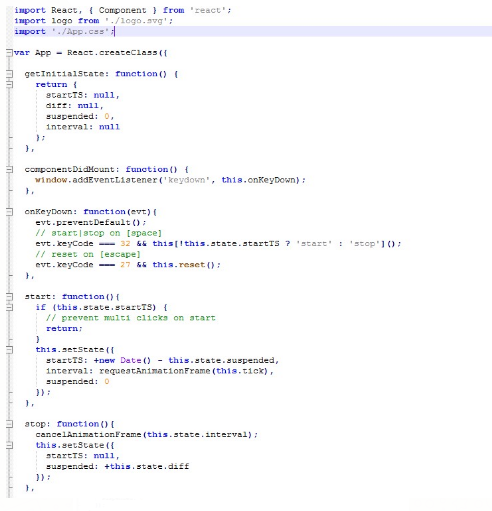 import React, { Component } from 'react';
import logo from './logo.svg';
import './App.css';
var App = React.createClass({
getInitialState: function() {
return {
startTS: null,
diff: null,
suspended: 0,
interval: null
};
},
componentDidMount: function() {
window.addEventListener('keydown', this.onKeyDown);
},
onKeyDown: function(evt){
evt.preventDefault();
// start|stop on [space]
evt.keyCode === 32 && this[!this.state.startTS ? 'start' : 'stop']();
// reset on [escape]
evt.keyCode === 27 && this.reset();
},
start: function(){
if (this.state.startTS) {
// prevent multi clicks on start
return;
}
this.setState({
startTS: +new Date() - this.state.suspended,
interval: requestAnimationFrame(this.tick),
suspended: 0
});
},
stop: function(){
cancelAnimationFrame(this.state.interval);
this.setState({
startTS: null,
suspended: +this.state.diff
});
},